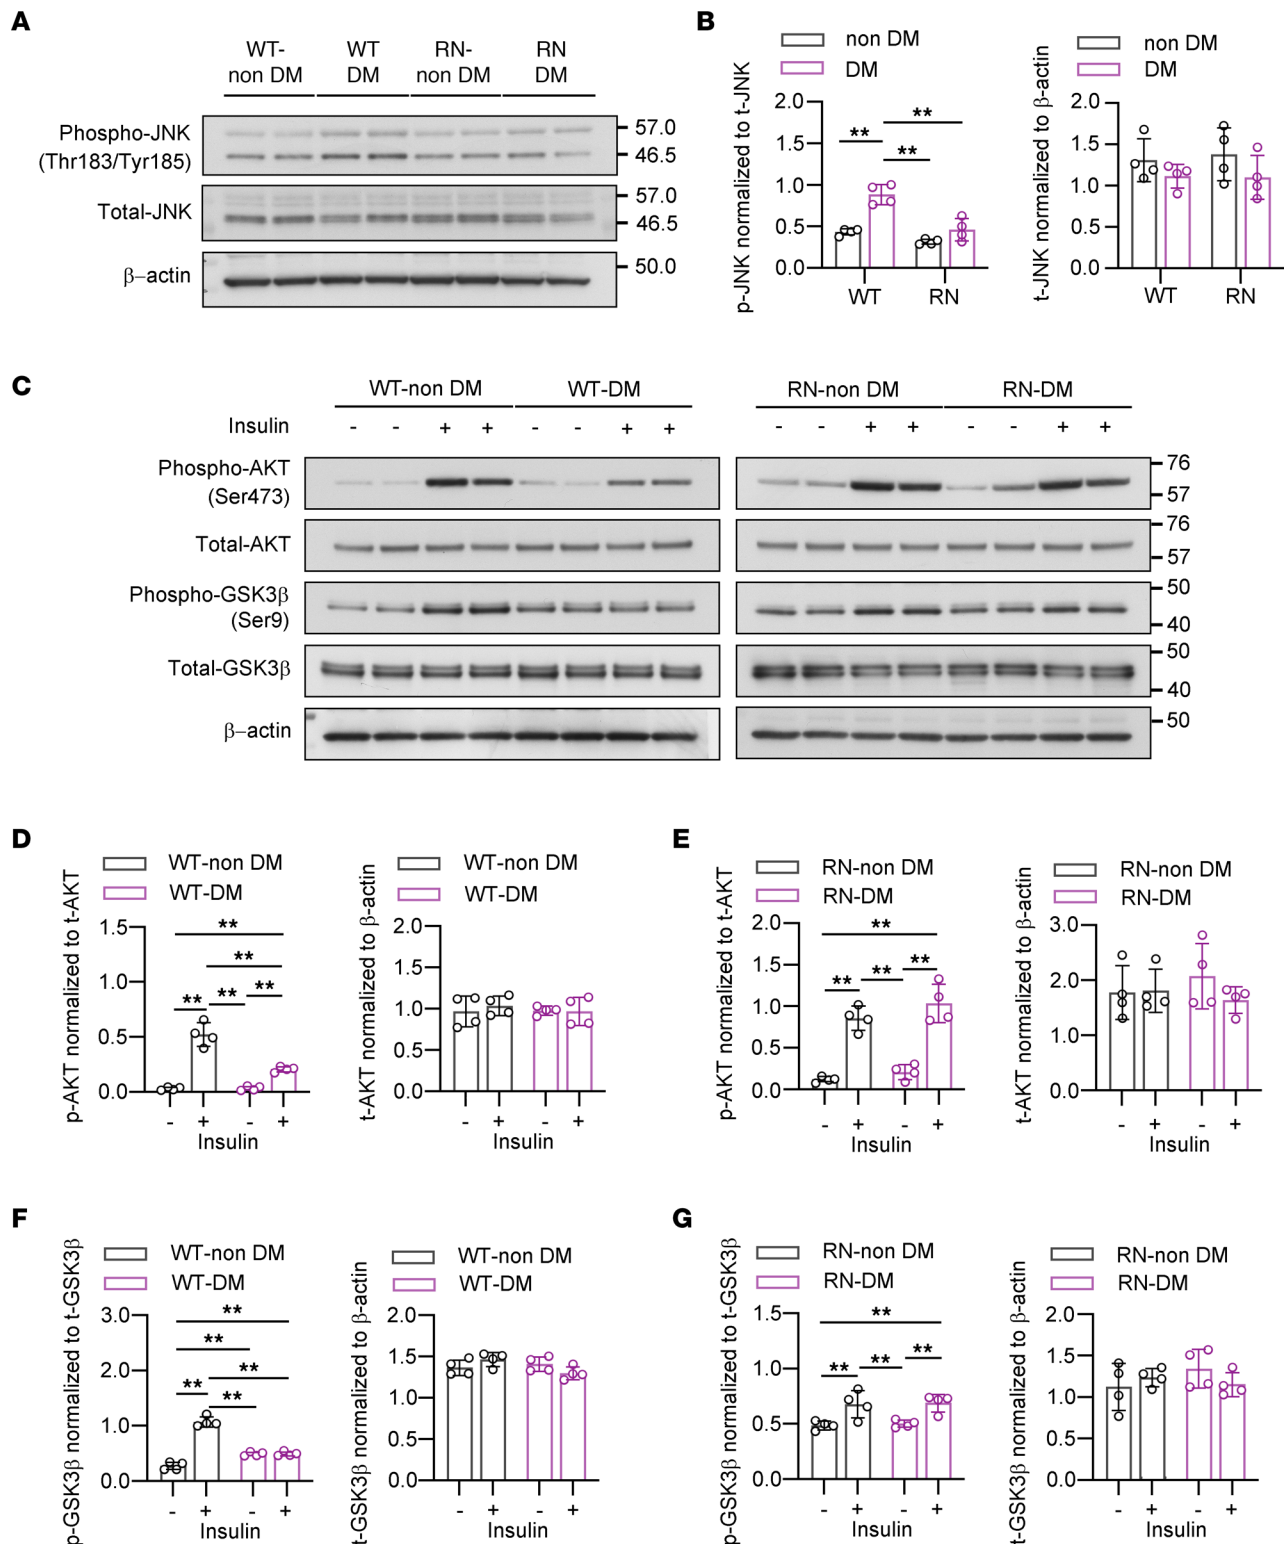 A
WT-
non DM
WT
DM
RN-
non DM
RN
DM
Phospho-JNK
(Thr183/Tyr185)
57.0
46.5
Total-JNK
57.0
46.5
β–actin
50.0
B
non DM
DM
p-JNK normalized to t-JNK
2.0
1.5
1.0
0.5
0.0
**
**
**
WT
RN
non DM
DM
t-JNK normalized to β-actin
2.0
1.5
1.0
0.5
0.0
WT
RN
C
WT-non DM
WT-DM
RN-non DM
RN-DM
Insulin
- - + + - - + +
- - + + - - + +
Phospho-AKT
(Ser473)
76
57
Total-AKT
76
57
Phospho-GSK3β
(Ser9)
50
40
Total-GSK3β
50
40
β–actin
50
D
WT-non DM
WT-DM
p-AKT normalized to t-AKT
1.5
1.0
0.5
0.0
**
**
** ** **
- + - +
Insulin
WT-non DM
WT-DM
t-AKT normalized to β-actin
2.0
1.5
1.0
0.5
0.0
- + - +
Insulin
E
RN-non DM
RN-DM
p-AKT normalized to t-AKT
2.0
1.5
1.0
0.5
0.0
**
** ** **
- + - +
Insulin
RN-non DM
RN-DM
t-AKT normalized to β-actin
3.0
2.0
1.0
0.0
- + - +
Insulin
F
WT-non DM
WT-DM
p-GSK3β normalized to t-GSK3β
3.0
2.0
1.0
0.0
**
**
**
** **
- + - +
Insulin
WT-non DM
WT-DM
t-GSK3β normalized to β-actin
2.0
1.5
1.0
0.5
0.0
- + - +
Insulin
G
RN-non DM
RN-DM
p-GSK3β normalized to t-GSK3β
1.5
1.0
0.5
0.0
**
** ** **
- + - +
Insulin
RN-non DM
RN-DM
t-GSK3β normalized to β-actin
2.0
1.5
1.0
0.5
0.0
- + - +
Insulin